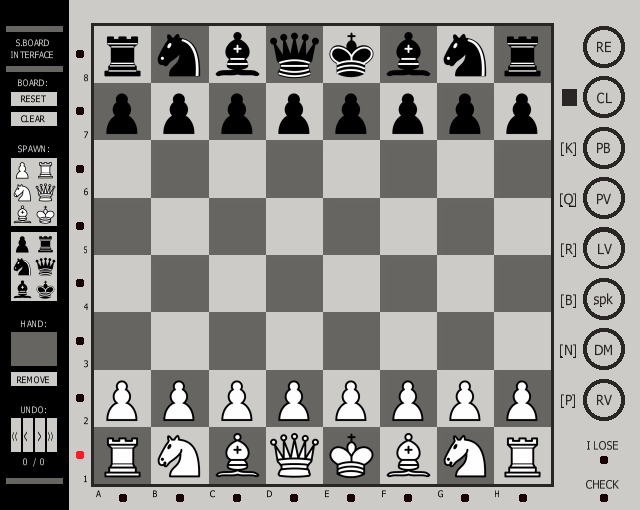 S.BOARD
INTERFACE
BOARD:
RESET
CLEAR
SPAWN:
HAND:
REMOVE
UNDO:
0 / 0
8
7
6
5
4
3
2
1
A B C D E F G H
RE
CL
[K] PB
[Q] PV
[R] LV
[B] spk
[N] DM
[P] RV
I LOSE
CHECK